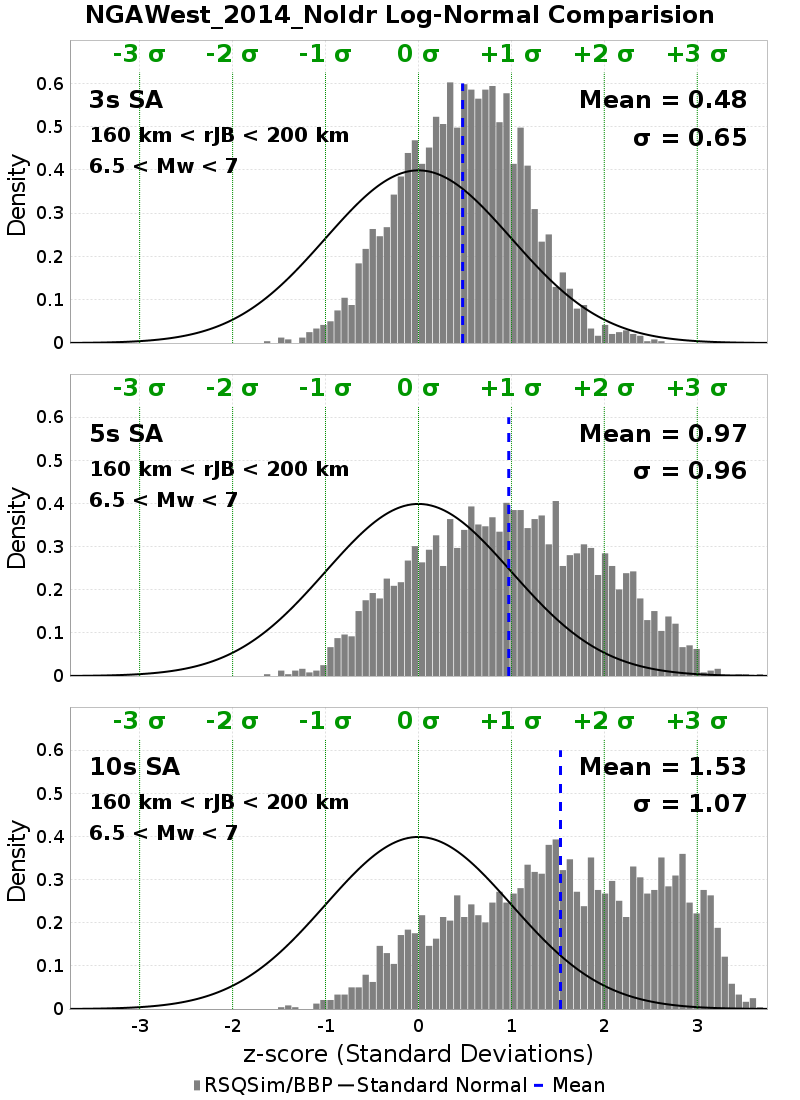 NGAWest_2014_NoIdr Log-Normal Comparision
-3 σ -2 σ -1 σ 0 σ +1 σ +2 σ +3 σ
3s SA
160 km < rJB < 200 km
6.5 < Mw < 7
Mean = 0.48
σ = 0.65
Density
0.6
0.5
0.4
0.3
0.2
0.1
0
-3 σ -2 σ -1 σ 0 σ +1 σ +2 σ +3 σ
5s SA
160 km < rJB < 200 km
6.5 < Mw < 7
Mean = 0.97
σ = 0.96
Density
0.6
0.5
0.4
0.3
0.2
0.1
0
-3 σ -2 σ -1 σ 0 σ +1 σ +2 σ +3 σ
10s SA
160 km < rJB < 200 km
6.5 < Mw < 7
Mean = 1.53
σ = 1.07
Density
0.6
0.5
0.4
0.3
0.2
0.1
0
-3 -2 -1 0 1 2 3
z-score (Standard Deviations)
RSQSim/BBP Standard Normal Mean